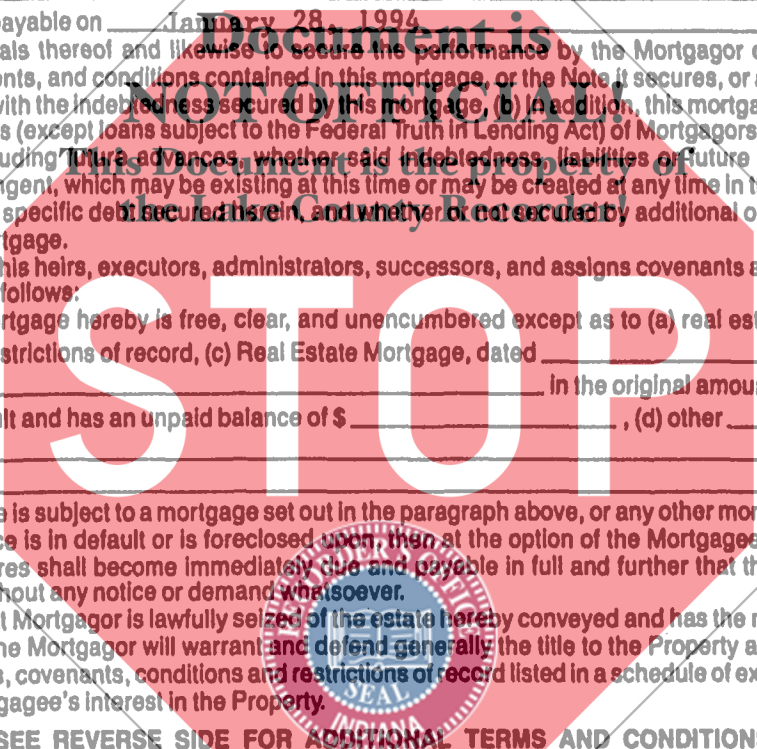 ayable on January 28, 1994
Document is
als thereof and likewise to secure the performance by the Mortgagor o
nts, and conditions contained in this mortgage, or the Note it secures, or a
NOT OFFICIAL!
with the indebtedness secured by this mortgage, (b) In addition, this mortga
s (except loans subject to the Federal Truth in Lending Act) of Mortgagors
uding future advances, whether said indebtedness, liabilities or future
This Document is the property of
ngent, which may be existing at this time or may be created at any time in t
specific debt secured herein, and whether or not secured by additional o
the Lake County Recorder!
tgage.
his heirs, executors, administrators, successors, and assigns covenants a
follows:
rtgage hereby is free, clear, and unencumbered except as to (a) real est
strictions of record, (c) Real Estate Mortgage, dated
in the original amou
ult and has an unpaid balance of $ , (d) other
STOP
e is subject to a mortgage set out in the paragraph above, or any other mor
ce is in default or is foreclosed upon, then at the option of the Mortgagee
res shall become immediately due and payable in full and further that th
hout any notice or demand whatsoever.
t Mortgagor is lawfully seized of the estate hereby conveyed and has the r
he Mortgagor will warrant and defend generally the title to the Property a
s, covenants, conditions and restrictions of record listed in a schedule of ex
tgagee's interest in the Property.
RECORDER'S OFFICE
SEAL
INDIANA
SEE REVERSE SIDE FOR ADDITIONAL TERMS AND CONDITION